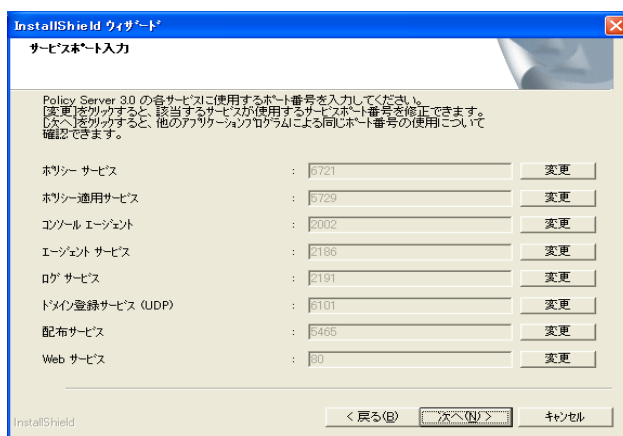 InstallShield ウィザード
サービスポート入力
Policy Server 3.0 の各サービスに使用するポート番号を入力してください。
[変更]をクリックすると、該当するサービスが使用するサービスポート番号を修正できます。
[次へ]をクリックすると、他のアプリケーションプログラムによる同じポート番号の使用について
確認できます。
ポリシー サービス : 6721 変更
ポリシー適用サービス : 5729 変更
コンソール エージェント : 2002 変更
エージェント サービス : 2186 変更
ログ サービス : 2191 変更
ドメイン登録サービス (UDP) : 6101 変更
配布サービス : 5465 変更
Web サービス : 80 変更
InstallShield
< 戻る(B) 次へ(N) > キャンセル